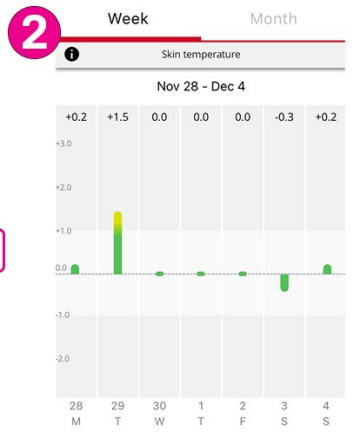 2
Week Month
i Skin temperature
Nov 28 - Dec 4
+0.2 +1.5 0.0 0.0 0.0 -0.3 +0.2
+3.0
+2.0
+1.0
0.0
-1.0
-2.0
28 29 30 1 2 3 4
M T W T F S S